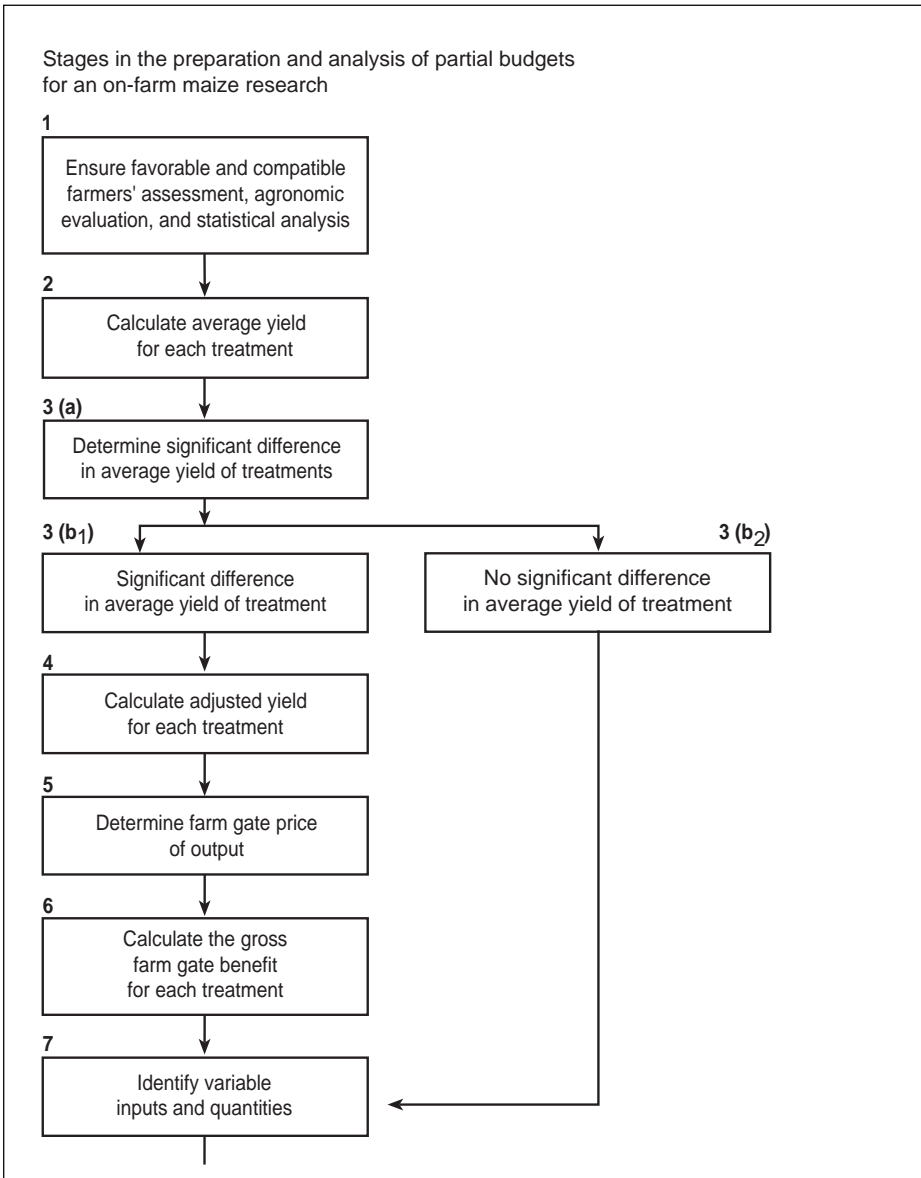 Stages in the preparation and analysis of partial budgets
for an on-farm maize research
1
Ensure favorable and compatible
farmers' assessment, agronomic
evaluation, and statistical analysis
2
Calculate average yield
for each treatment
3 (a)
Determine significant difference
in average yield of treatments
3 (b1)
Significant difference
in average yield of treatment
3 (b2)
No significant difference
in average yield of treatment
4
Calculate adjusted yield
for each treatment
5
Determine farm gate price
of output
6
Calculate the gross
farm gate benefit
for each treatment
7
Identify variable
inputs and quantities